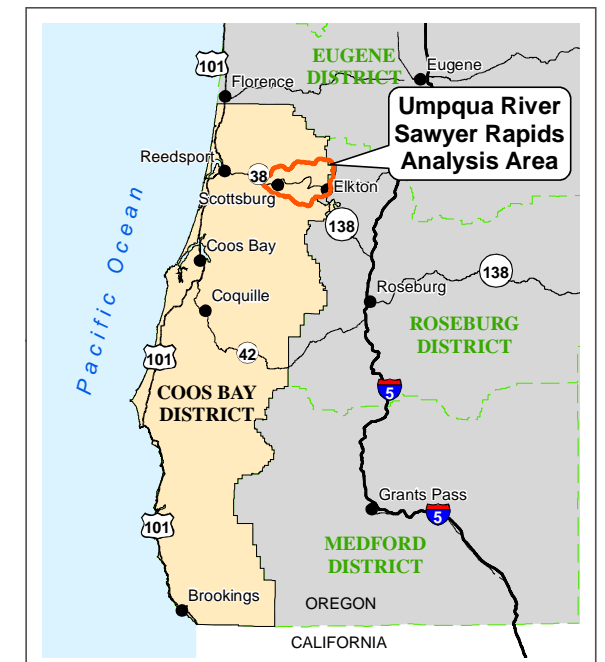 EUGENE
DISTRICT
101
Florence
Eugene
Umpqua River
Sawyer Rapids
Analysis Area
Reedsport
38
Scottsburg
Elkton
138
Pacific Ocean
Coos Bay
138
Coquille
Roseburg
ROSEBURG
DISTRICT
42
101
5
COOS BAY
DISTRICT
Grants Pass
5
101
MEDFORD
DISTRICT
Brookings
OREGON
CALIFORNIA